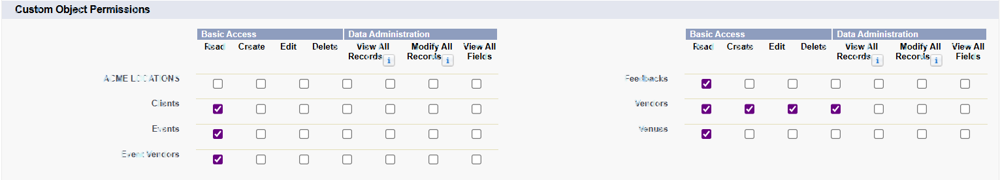 Custom Object Permissions
Basic Access Data Administration Basic Access Data Administration
Read Create Edit Delete View All Records Modify All Records View All Fields Read Create Edit Delete View All Records Modify All Records View All Fields
ACME LOCATIONS Feedbacks
Clients Vendors
Events Venues
Event Vendors